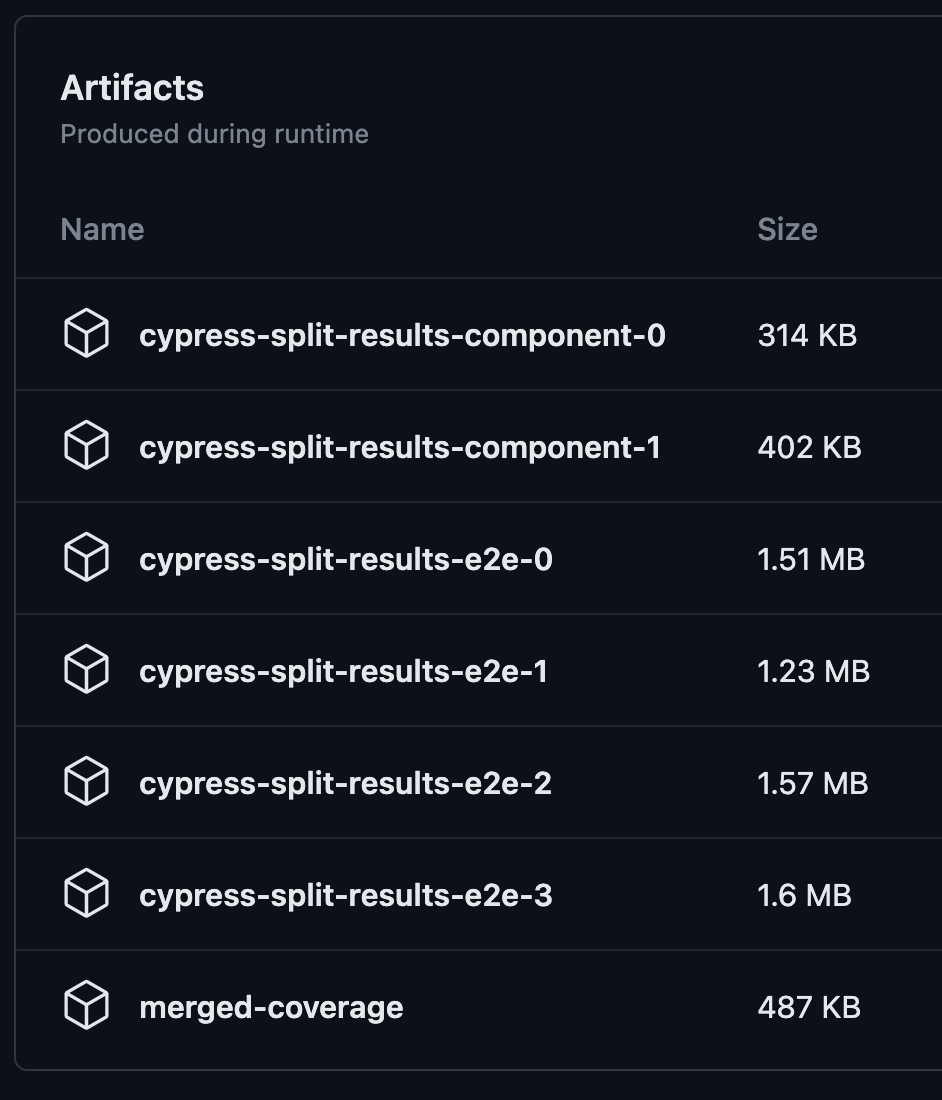 Artifacts
Produced during runtime
Name Size
cypress-split-results-component-0 314 KB
cypress-split-results-component-1 402 KB
cypress-split-results-e2e-0 1.51 MB
cypress-split-results-e2e-1 1.23 MB
cypress-split-results-e2e-2 1.57 MB
cypress-split-results-e2e-3 1.6 MB
merged-coverage 487 KB